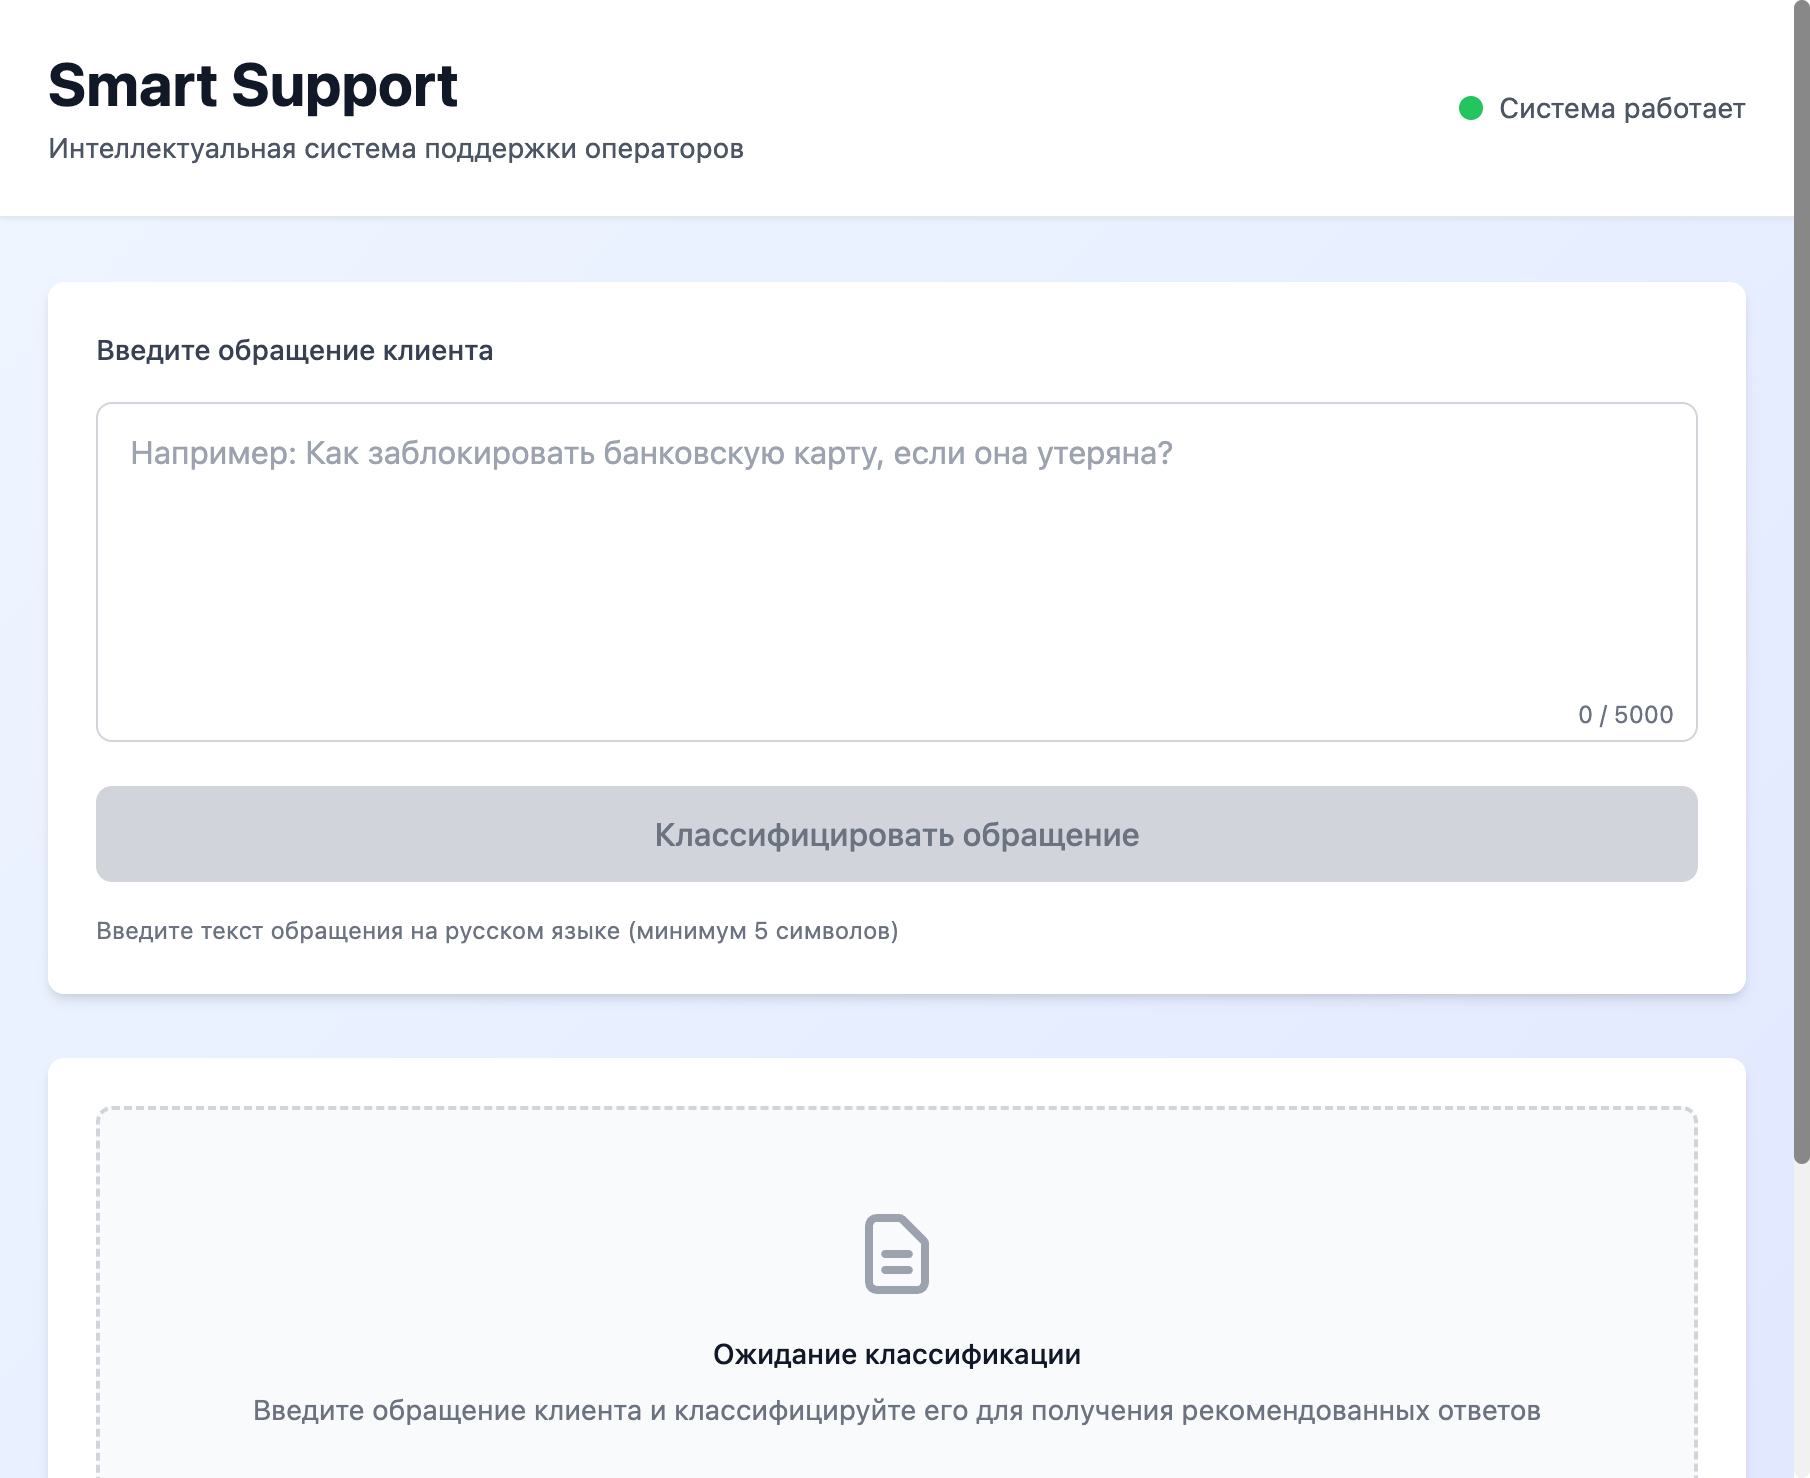 Smart Support
Интеллектуальная система поддержки операторов
Система работает
Введите обращение клиента
Например: Как заблокировать банковскую карту, если она утеряна?
0 / 5000
Классифицировать обращение
Введите текст обращения на русском языке (минимум 5 символов)
Ожидание классификации
Введите обращение клиента и классифицируйте его для получения рекомендованных ответов